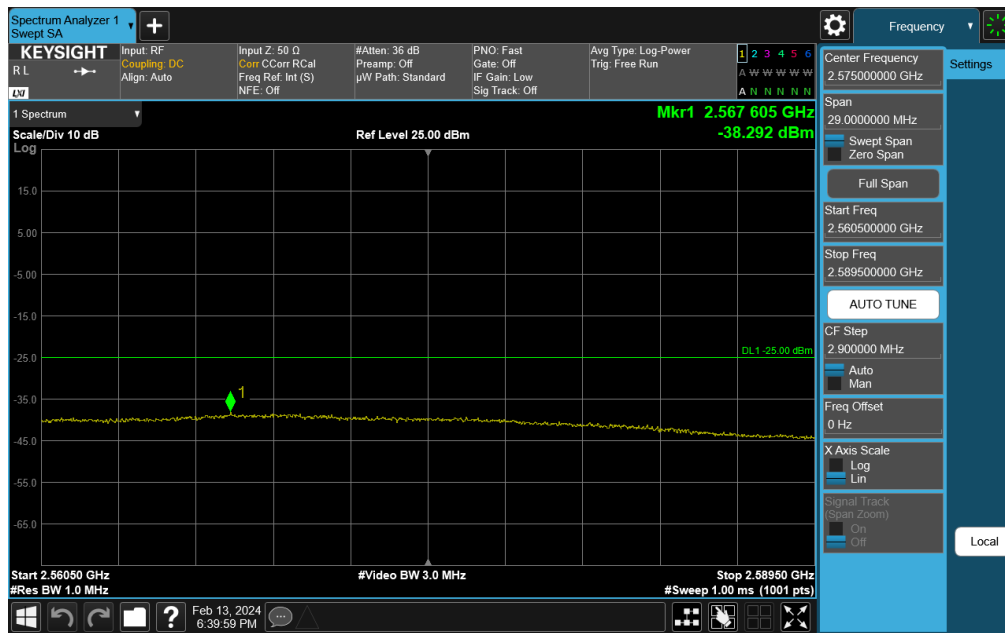 Spectrum Analyzer 1
Swept SA
Frequency
KEYSIGHT
R L
LXI
Input: RF
Coupling: DC
Align: Auto
Input Z: 50 Ω
Corr CCorr RCal
Freq Ref: Int (S)
NFE: Off
#Atten: 36 dB
Preamp: Off
µW Path: Standard
PNO: Fast
Gate: Off
IF Gain: Low
Sig Track: Off
Avg Type: Log-Power
Trig: Free Run
1 2 3 4 5 6
A W W W W W
A N N N N N
1 Spectrum
Scale/Div 10 dB
Log
Ref Level 25.00 dBm
Mkr1 2.567 605 GHz
-38.292 dBm
15.0
5.00
-5.00
-15.0
-25.0
DL1 -25.00 dBm
-35.0
1
-45.0
-55.0
-65.0
Start 2.56050 GHz
#Res BW 1.0 MHz
#Video BW 3.0 MHz
Stop 2.58950 GHz
#Sweep 1.00 ms (1001 pts)
Feb 13, 2024
6:39:59 PM
Center Frequency
2.575000000 GHz
Span
29.0000000 MHz
Swept Span
Zero Span
Full Span
Start Freq
2.560500000 GHz
Stop Freq
2.589500000 GHz
AUTO TUNE
CF Step
2.900000 MHz
Auto
Man
Freq Offset
0 Hz
X Axis Scale
Log
Lin
Signal Track
(Span Zoom)
On
Off
Settings
Local